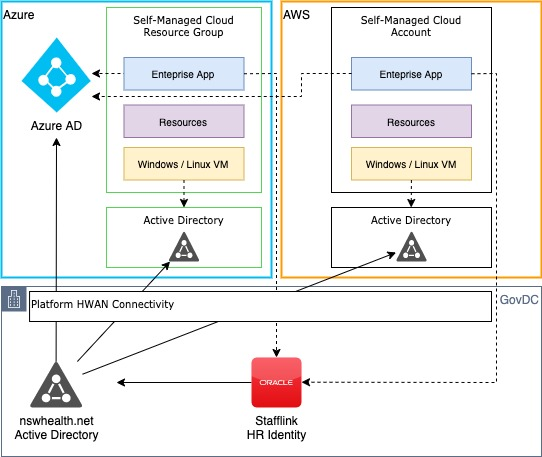 Azure
AWS
Self-Managed Cloud
Resource Group
Enteprise App
Resources
Windows / Linux VM
Azure AD
Active Directory
Self-Managed Cloud
Account
Enteprise App
Resources
Windows / Linux VM
Active Directory
Platform HWAN Connectivity
GovDC
nswhealth.net
Active Directory
ORACLE
Stafflink
HR Identity